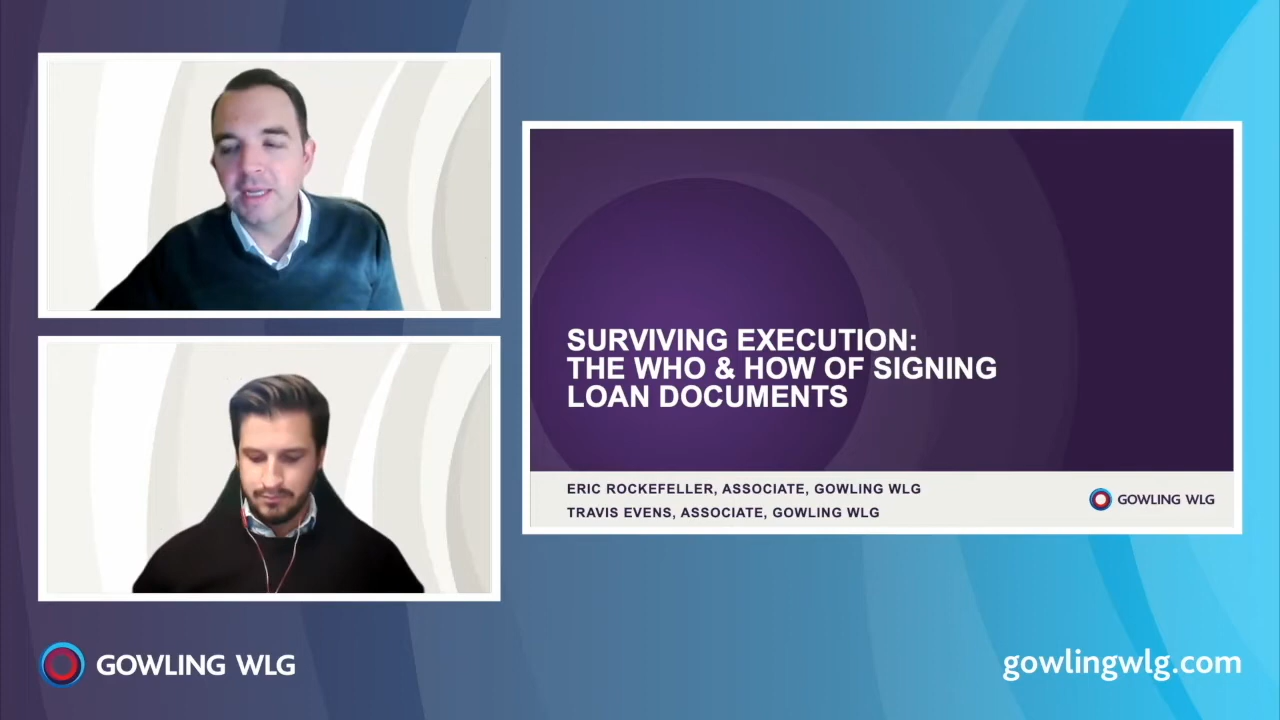 SURVIVING EXECUTION:
THE WHO & HOW OF SIGNING
LOAN DOCUMENTS
ERIC ROCKEFELLER, ASSOCIATE, GOWLING WLG
TRAVIS EVENS, ASSOCIATE, GOWLING WLG
GOWLING WLG
GOWLING WLG
gowlingwlg.com